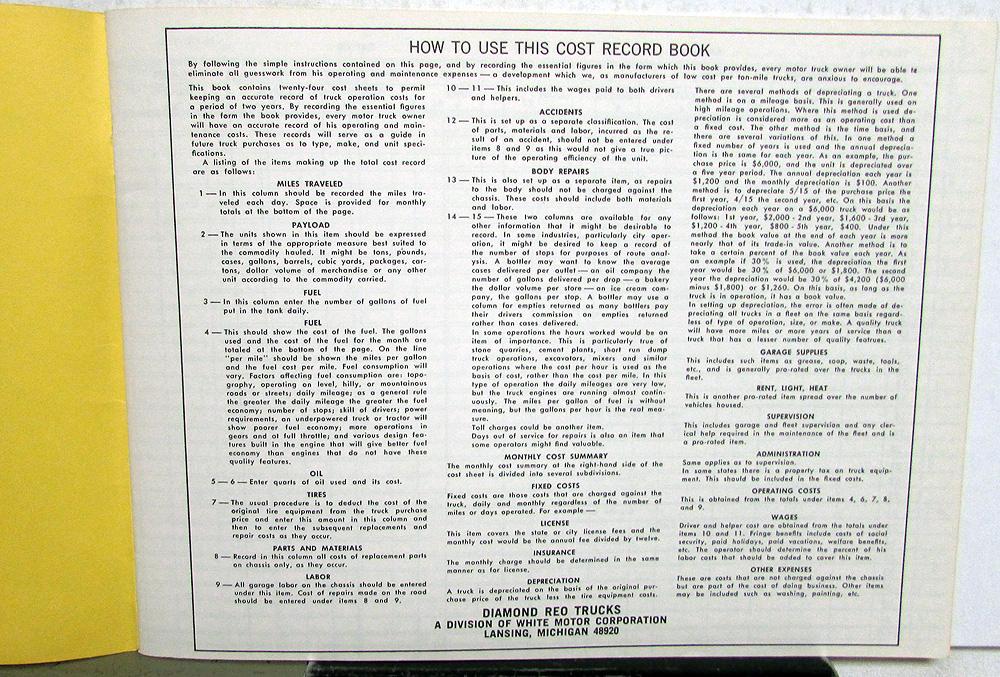 HOW TO USE THIS COST RECORD BOOK
By following the simple instructions contained on this page, and by recording the essential figures in the form which this book provides, every motor truck owner will be able to
eliminate all guesswork from his operating and maintenance expenses — a development which we, as manufacturers of low cost per ton-mile trucks, are anxious to encourage.
This book contains twenty-four cost sheets to permit
keeping an accurate record of truck operation costs for
a period of two years. By recording the essential figures
in the form the book provides, every motor truck owner
will have an accurate record of his operating and main-
tenance costs. These records will serve as a guide in
future truck purchases as to type, make, and unit speci-
fications.
A listing of the items making up the total cost record
are as follows:
MILES TRAVELED
1 — In this column should be recorded the miles tra-
veled each day. Space is provided for monthly
totals at the bottom of the page.
PAYLOAD
2 — The units shown in this item should be expressed
in terms of the appropriate measure best suited to
the commodity hauled. It might be tons, pounds,
cases, gallons, barrels, cubic yards, packages, car-
tons, dollar volume of merchandise or any other
unit according to the commodity carried.
FUEL
3 — In this column enter the number of gallons of fuel
put in the tank daily.
FUEL
4 — This should show the cost of the fuel. The gallons
used and the cost of fuel for the month are
totaled at the bottom of the page. On the line
"per mile" should be shown the miles per gallon
and the fuel cost per mile. Fuel consumption will
vary. Factors affecting fuel consumption are: topo-
graphy, operating on level, hilly, or mountainous
roads or streets; daily mileage; as a general rule
the greater the daily mileage the greater the fuel
economy; number of stops; skill of drivers; power
requirements, an underpowered truck or tractor will
show poorer fuel economy; more operations in
gears and at full throttle; and various design fea-
tures built in the engine that will give better fuel
economy than engines that do not have these
quality features.
OIL
5 — 6 — Enter quarts of oil used and its cost.
TIRES
7 — The usual procedure is to deduct the cost of the
original tire equipment from the truck purchase
price and enter this amount in this column and
then to enter the subsequent replacements and
repair costs as they occur.
PARTS AND MATERIALS
8 — Record in this column all costs of replacement parts
on chassis only, as they occur.
LABOR
9 — All garage labor on the chassis should be entered
under this item. Cost of repairs made on the road
should be entered under items 8 and 9.
10 — 11 — This includes the wages paid to both drivers
and helpers.
ACCIDENTS
12 — This is set up as a separate classification. The cost
of parts, materials and labor, incurred as the re-
sult of an accident, should not be entered under
items 8 and 9 as this would not give a true pic-
ture of the operating efficiency of the unit.
BODY REPAIRS
13 — This is also set up as a separate item, as repairs
to the body should not be charged against the
chassis. These costs should include both materials
and labor.
14 — 15 — These two columns are available for any
other information that it might be desirable to
record. In some industries, particularly city oper-
ation, it might be desired to keep a record of
the number of stops for purposes of route anal-
ysis. A bottler may want to know the average
cases delivered per outlet — an oil company the
number of gallons delivered per drop — a bakery
the dollar volume per store — an ice cream com-
pany, the gallons per stop. A bottler may use a
column for empties returned as many bottlers pay
their drivers commission on empties returned
rather than cases delivered.
In some operations the hours worked would be an
item of importance. This is particularly true of
stone quarries, cement plants, short run dump
truck operations, excavators, mixers and similar
operations where the cost per hour is used as the
basis of cost, rather than the cost per mile. In this
type of operation the daily mileages are very low,
but the truck engines are running almost contin-
uously. The miles per gallon of fuel is without
meaning, but the gallons per hour is the real mea-
sure.
Toll charges could be another item.
Days out of service for repairs is also an item that
some operators might find valuable.
MONTHLY COST SUMMARY
The monthly cost summary at the right-hand side of the
cost sheet is divided into several subdivisions.
FIXED COSTS
Fixed costs are those costs that are charged against the
truck, daily and monthly regardless of the number of
miles or days operated. For example —
LICENSE
This item covers the state or city license fees and the
monthly cost would be the annual fee divided by twelve.
INSURANCE
The monthly charge should be determined in the same
manner as for license.
DEPRECIATION
A truck is depreciated on the basis of the original pur-
chase price of the truck less the tire equipment costs.
There are several methods of depreciating a truck. One
method is on a mileage basis. This is generally used on
high mileage operations. Where this method is used de-
preciation is considered more as an operating cost than
a fixed cost. The other method is the time basis, and
there are several variations of this. In one method a
fixed number of years is used and the annual deprecia-
tion is the same for each year. As an example, the pur-
chase price is $6,000, and the unit is depreciated over
a five year period. The annual depreciation each year is
$1,200 and the monthly depreciation is $100. Another
method is to depreciate 5/15 of the purchase price the
first year, 4/15 the second year, etc. On this basis the
depreciation each year on a $6,000 truck would be as
follows: 1st year, $2,000 - 2nd year, $1,600 - 3rd year,
$1,200 - 4th year, $800 - 5th year, $400. Under this
method the book value at the end of each year is more
nearly that of its trade-in value. Another method is to
take a certain percent of the book value each year. As
an example if 30% is used, the depreciation the first
year would be 30% of $6,000 or $1,800. The second
year the depreciation would be 30% of $4,200 ($6,000
minus $1,800) or $1,260. On this basis, as long as the
truck is in operation, it has a book value.
In setting up depreciation, the error is often made of de-
preciating all trucks in a fleet on the same basis regard-
less of type of operation, size, or make. A quality truck
will have more miles or more years of service than a
truck that has a lesser number of quality featrues.
GARAGE SUPPLIES
This includes such items as grease, soap, waste, tools,
etc., and is generally pro-rated over the trucks in the
fleet.
RENT, LIGHT, HEAT
This is another pro-rated item spread over the number of
vehicles housed.
SUPERVISION
This includes garage and fleet supervision and any cler-
ical help required in the maintenance of the fleet and is
a pro-rated item.
ADMINISTRATION
Same applies as to supervision.
In some states there is a property tax on truck equip-
ment. This should be included in the fixed costs.
OPERATING COSTS
This is obtained from the totals under items 4, 6, 7, 8,
and 9.
WAGES
Driver and helper cost are obtained from the totals under
items 10 and 11. Fringe benefits include costs of social
security, paid holidays, paid vacations, welfare benefits,
etc. The operator should determine the percent of his
labor costs that should be added to cover this item.
OTHER EXPENSES
These are costs that are not charged against the chassis
but are part of the cost of doing business. Other items
may be included such as washing, painting, etc.
DIAMOND REO TRUCKS
A DIVISION OF WHITE MOTOR CORPORATION
LANSING, MICHIGAN 48920